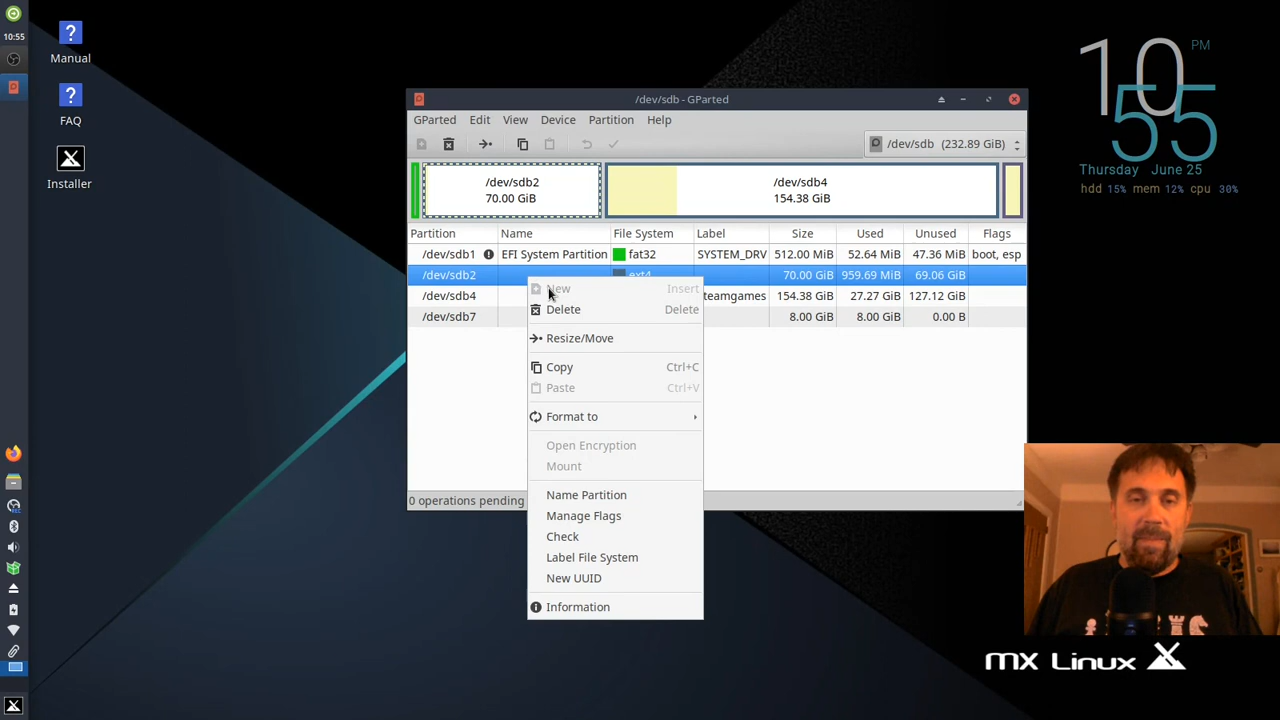 10:55
Manual
FAQ
Installer
10 PM
55
Thursday June 25
hdd 15% mem 12% cpu 30%
/dev/sdb - GParted
GParted Edit View Device Partition Help
/dev/sdb (232.89 GiB)
/dev/sdb2
70.00 GiB
/dev/sdb4
154.38 GiB
Partition Name File System Label Size Used Unused Flags
/dev/sdb1 EFI System Partition fat32 SYSTEM_DRV 512.00 MiB 52.64 MiB 47.36 MiB boot, esp
/dev/sdb2 ext4 70.00 GiB 959.69 MiB 69.06 GiB
/dev/sdb4 teamgames 154.38 GiB 27.27 GiB 127.12 GiB
/dev/sdb7 8.00 GiB 8.00 GiB 0.00 B
New Insert
Delete Delete
Resize/Move
Copy Ctrl+C
Paste Ctrl+V
Format to
Open Encryption
Mount
Name Partition
Manage Flags
Check
Label File System
New UUID
Information
0 operations pending
MX Linux